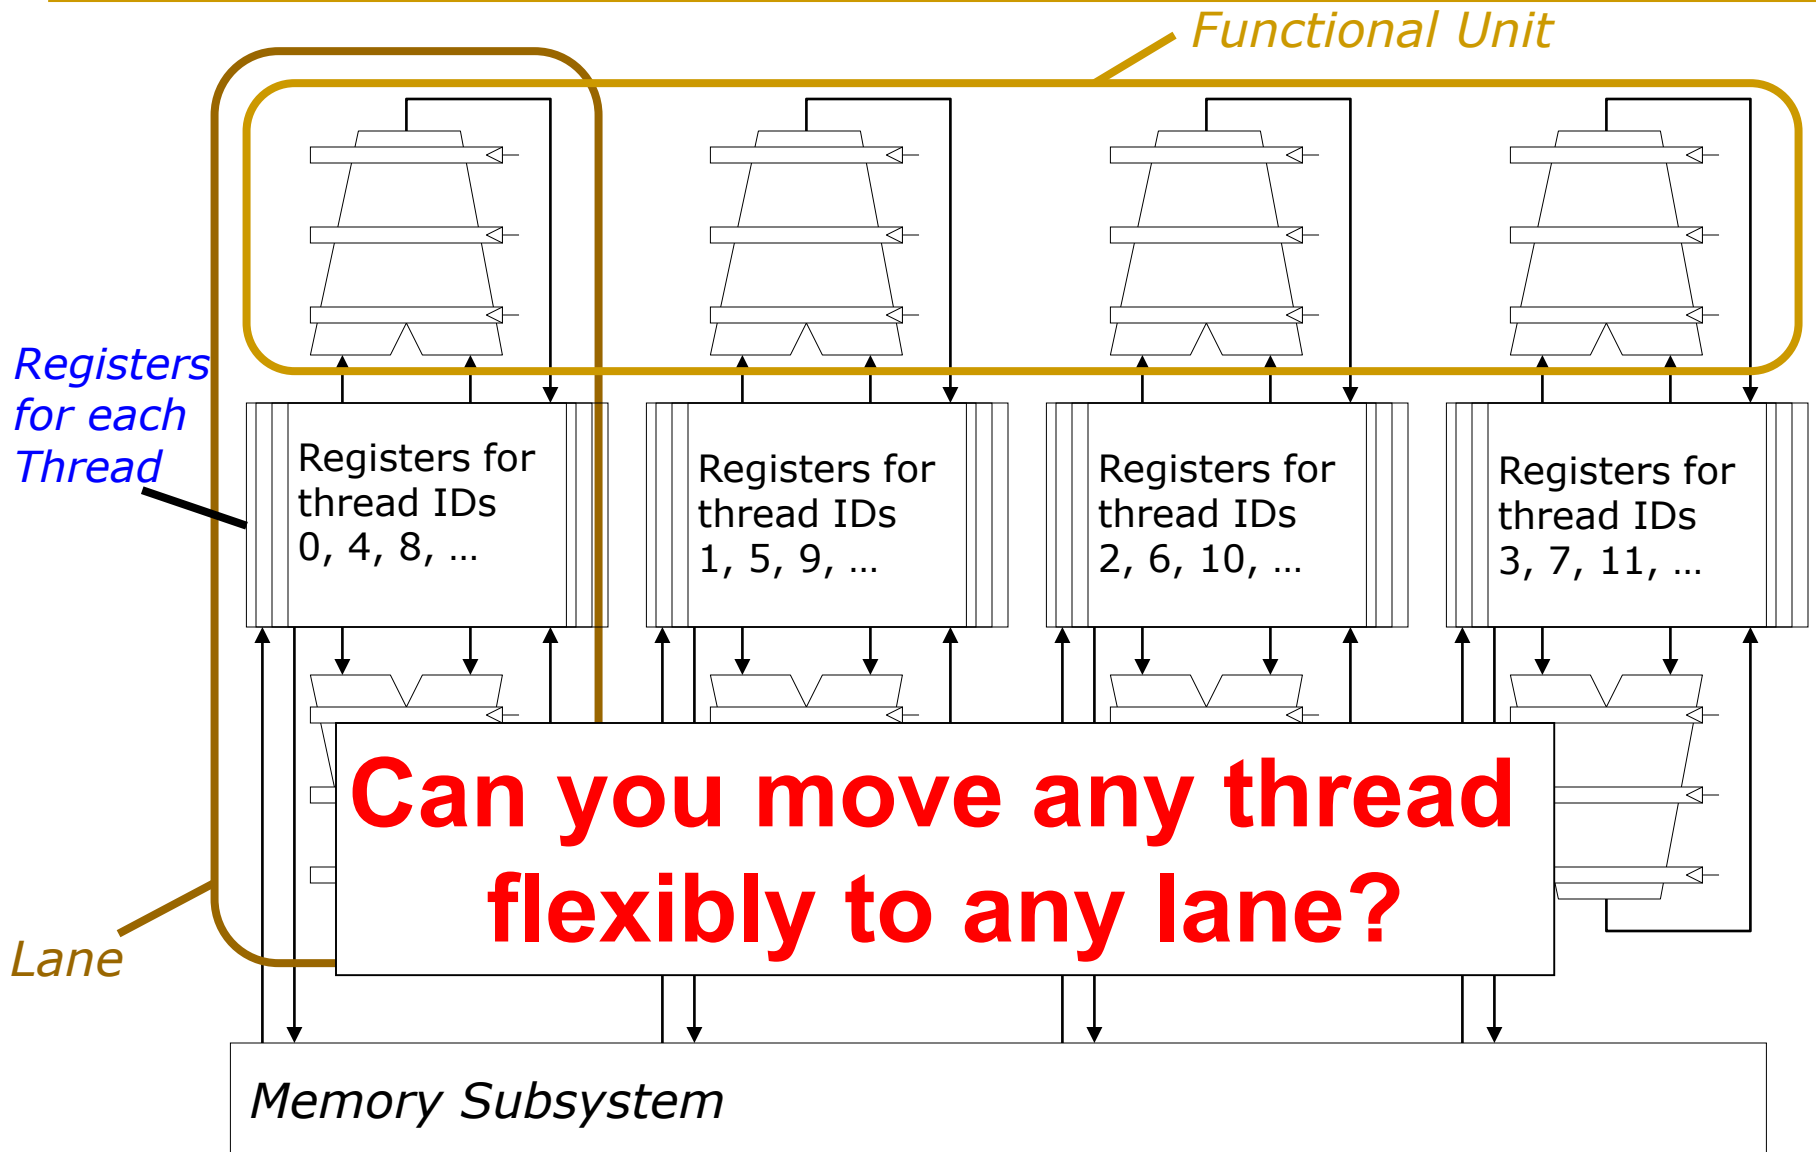 Functional Unit
Registers
for each
Thread
Registers for
thread IDs
0, 4, 8, …
Registers for
thread IDs
1, 5, 9, …
Registers for
thread IDs
2, 6, 10, …
Registers for
thread IDs
3, 7, 11, …
Can you move any thread
flexibly to any lane?
Lane
Memory Subsystem